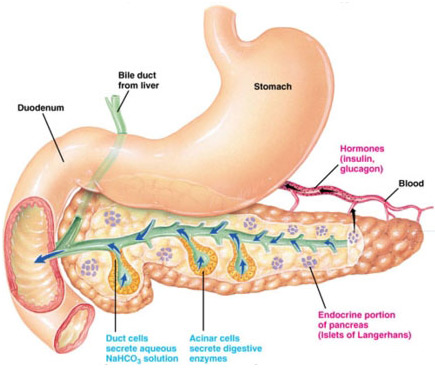 Bile duct
from liver
Stomach
Duodenum
Hormones
(insulin,
glucagon)
Blood
Duct cells
secrete aqueous
NaHCO₃ solution
Acinar cells
secrete digestive
enzymes
Endocrine portion
of pancreas
(Islets of Langerhans)